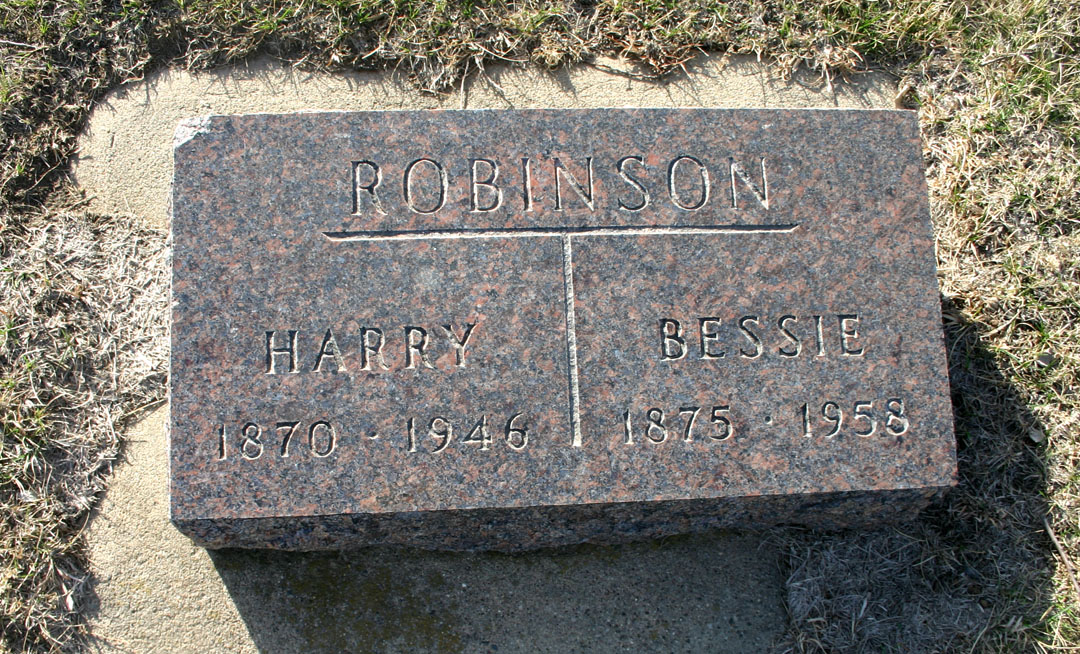 ROBINSON
HARRY BESSIE
1870 · 1946 1875 · 1958